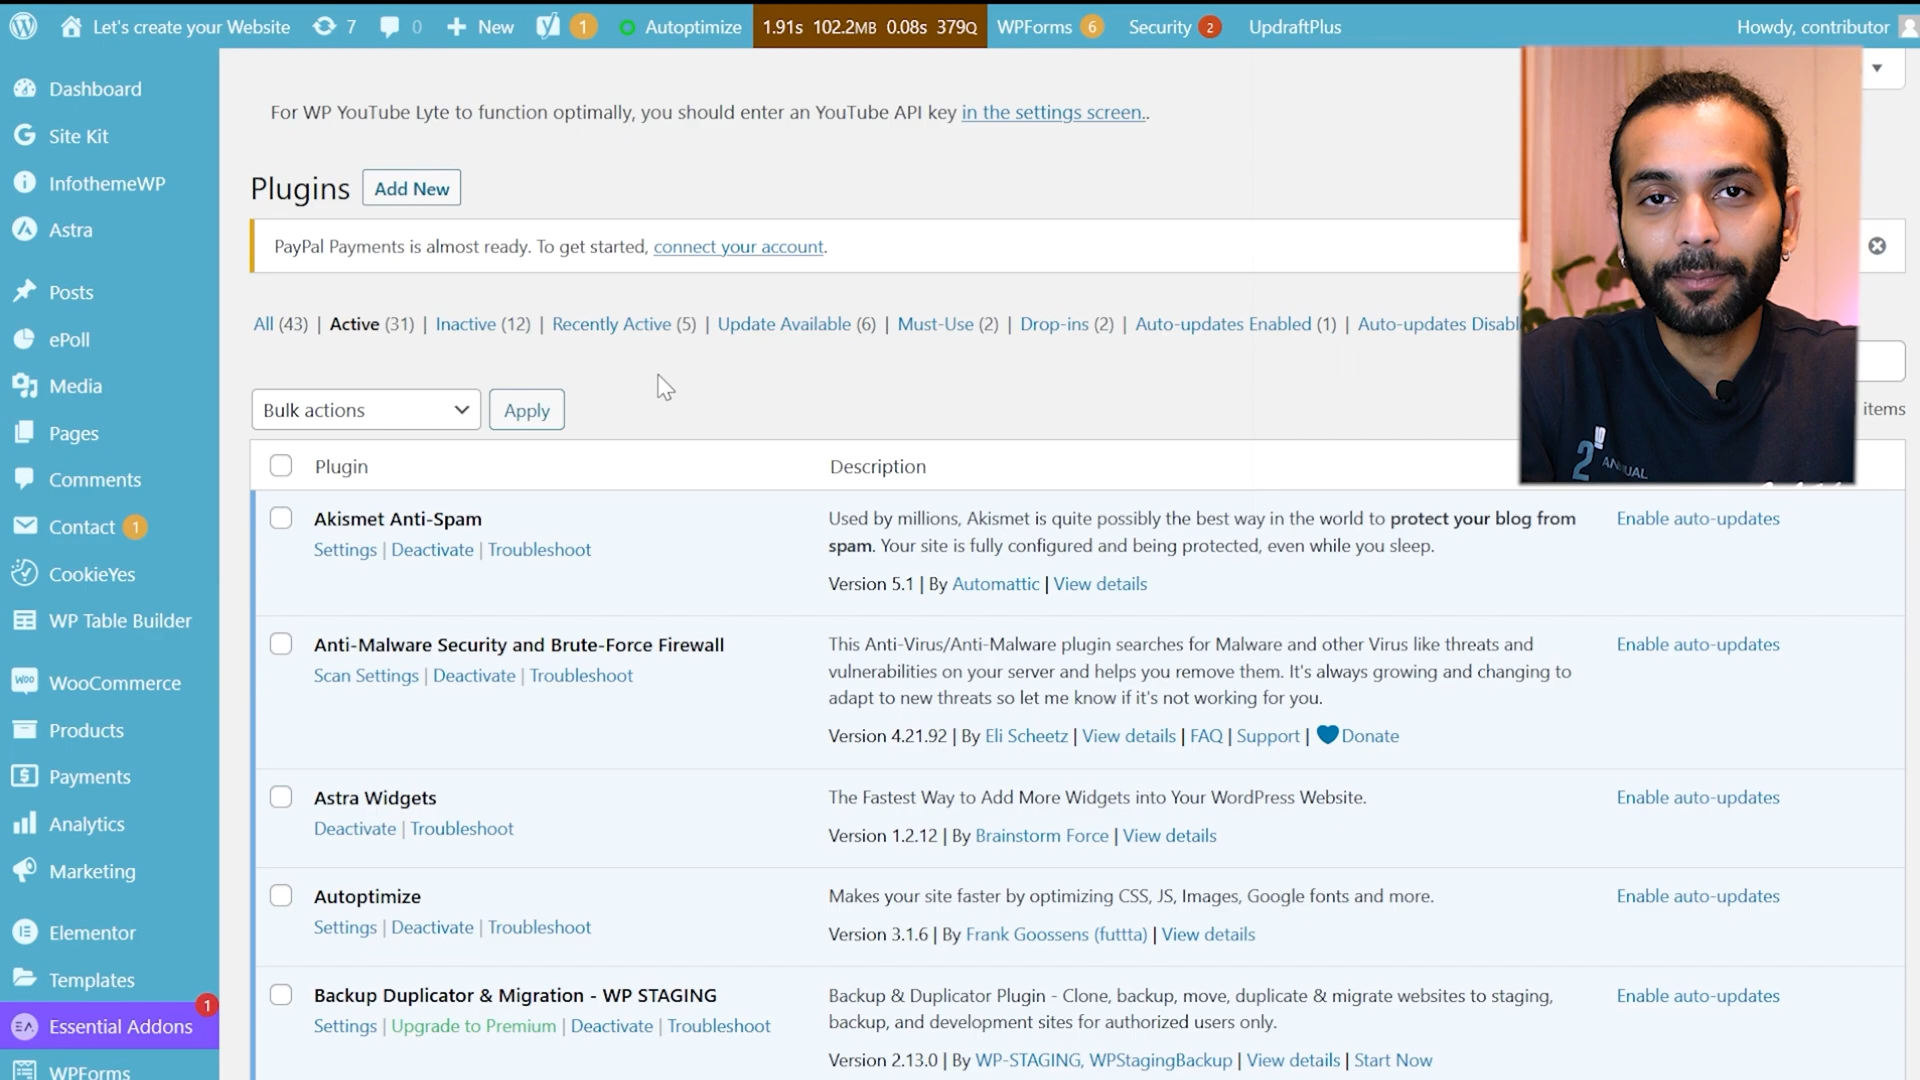 Let's create your Website 7 0 New 1 Autoptimize 1.91s 102.2MB 0.08s 379Q WPForms 6 Security 2 UpdraftPlus Howdy, contributor
Dashboard
Site Kit
InfothemeWP
Astra
Posts
ePoll
Media
Pages
Comments
Contact 1
CookieYes
WP Table Builder
WooCommerce
Products
Payments
Analytics
Marketing
Elementor
Templates
1
Essential Addons
WPForms
For WP YouTube Lyte to function optimally, you should enter an YouTube API key in the settings screen..
Plugins Add New
PayPal Payments is almost ready. To get started, connect your account.
All (43) | Active (31) | Inactive (12) | Recently Active (5) | Update Available (6) | Must-Use (2) | Drop-ins (2) | Auto-updates Enabled (1) | Auto-updates Disabl
Bulk actions Apply
items
Plugin Description
Akismet Anti-Spam
Settings | Deactivate | Troubleshoot
Used by millions, Akismet is quite possibly the best way in the world to protect your blog from
spam. Your site is fully configured and being protected, even while you sleep.
Version 5.1 | By Automattic | View details
Enable auto-updates
Anti-Malware Security and Brute-Force Firewall
Scan Settings | Deactivate | Troubleshoot
This Anti-Virus/Anti-Malware plugin searches for Malware and other Virus like threats and
vulnerabilities on your server and helps you remove them. It's always growing and changing to
adapt to new threats so let me know if it's not working for you.
Version 4.21.92 | By Eli Scheetz | View details | FAQ | Support | Donate
Enable auto-updates
Astra Widgets
Deactivate | Troubleshoot
The Fastest Way to Add More Widgets into Your WordPress Website.
Version 1.2.12 | By Brainstorm Force | View details
Enable auto-updates
Autoptimize
Settings | Deactivate | Troubleshoot
Makes your site faster by optimizing CSS, JS, Images, Google fonts and more.
Version 3.1.6 | By Frank Goossens (futtta) | View details
Enable auto-updates
Backup Duplicator & Migration - WP STAGING
Settings | Upgrade to Premium | Deactivate | Troubleshoot
Backup & Duplicator Plugin - Clone, backup, move, duplicate & migrate websites to staging,
backup, and development sites for authorized users only.
Version 2.13.0 | By WP-STAGING, WPStagingBackup | View details | Start Now
Enable auto-updates